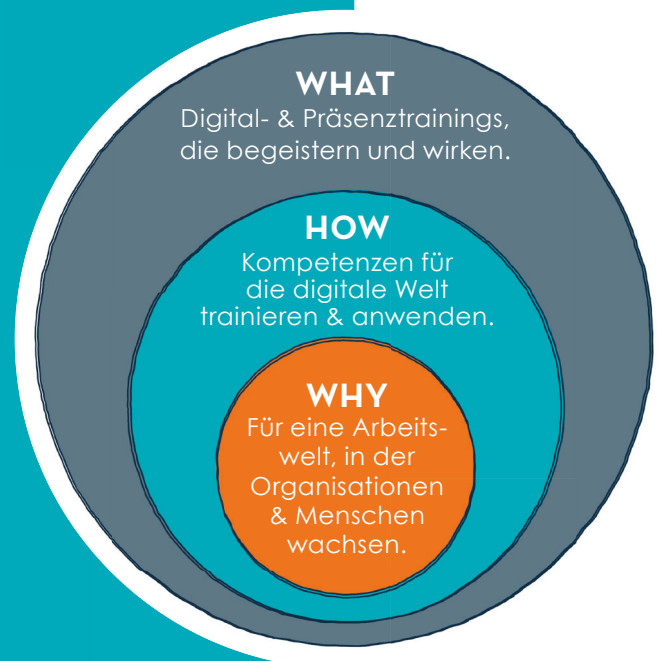 WHAT
Digital- & Präsenztrainings,
die begeistern und wirken.
HOW
Kompetenzen für
die digitale Welt
trainieren & anwenden.
WHY
Für eine Arbeits-
welt, in der
Organisationen
& Menschen
wachsen.